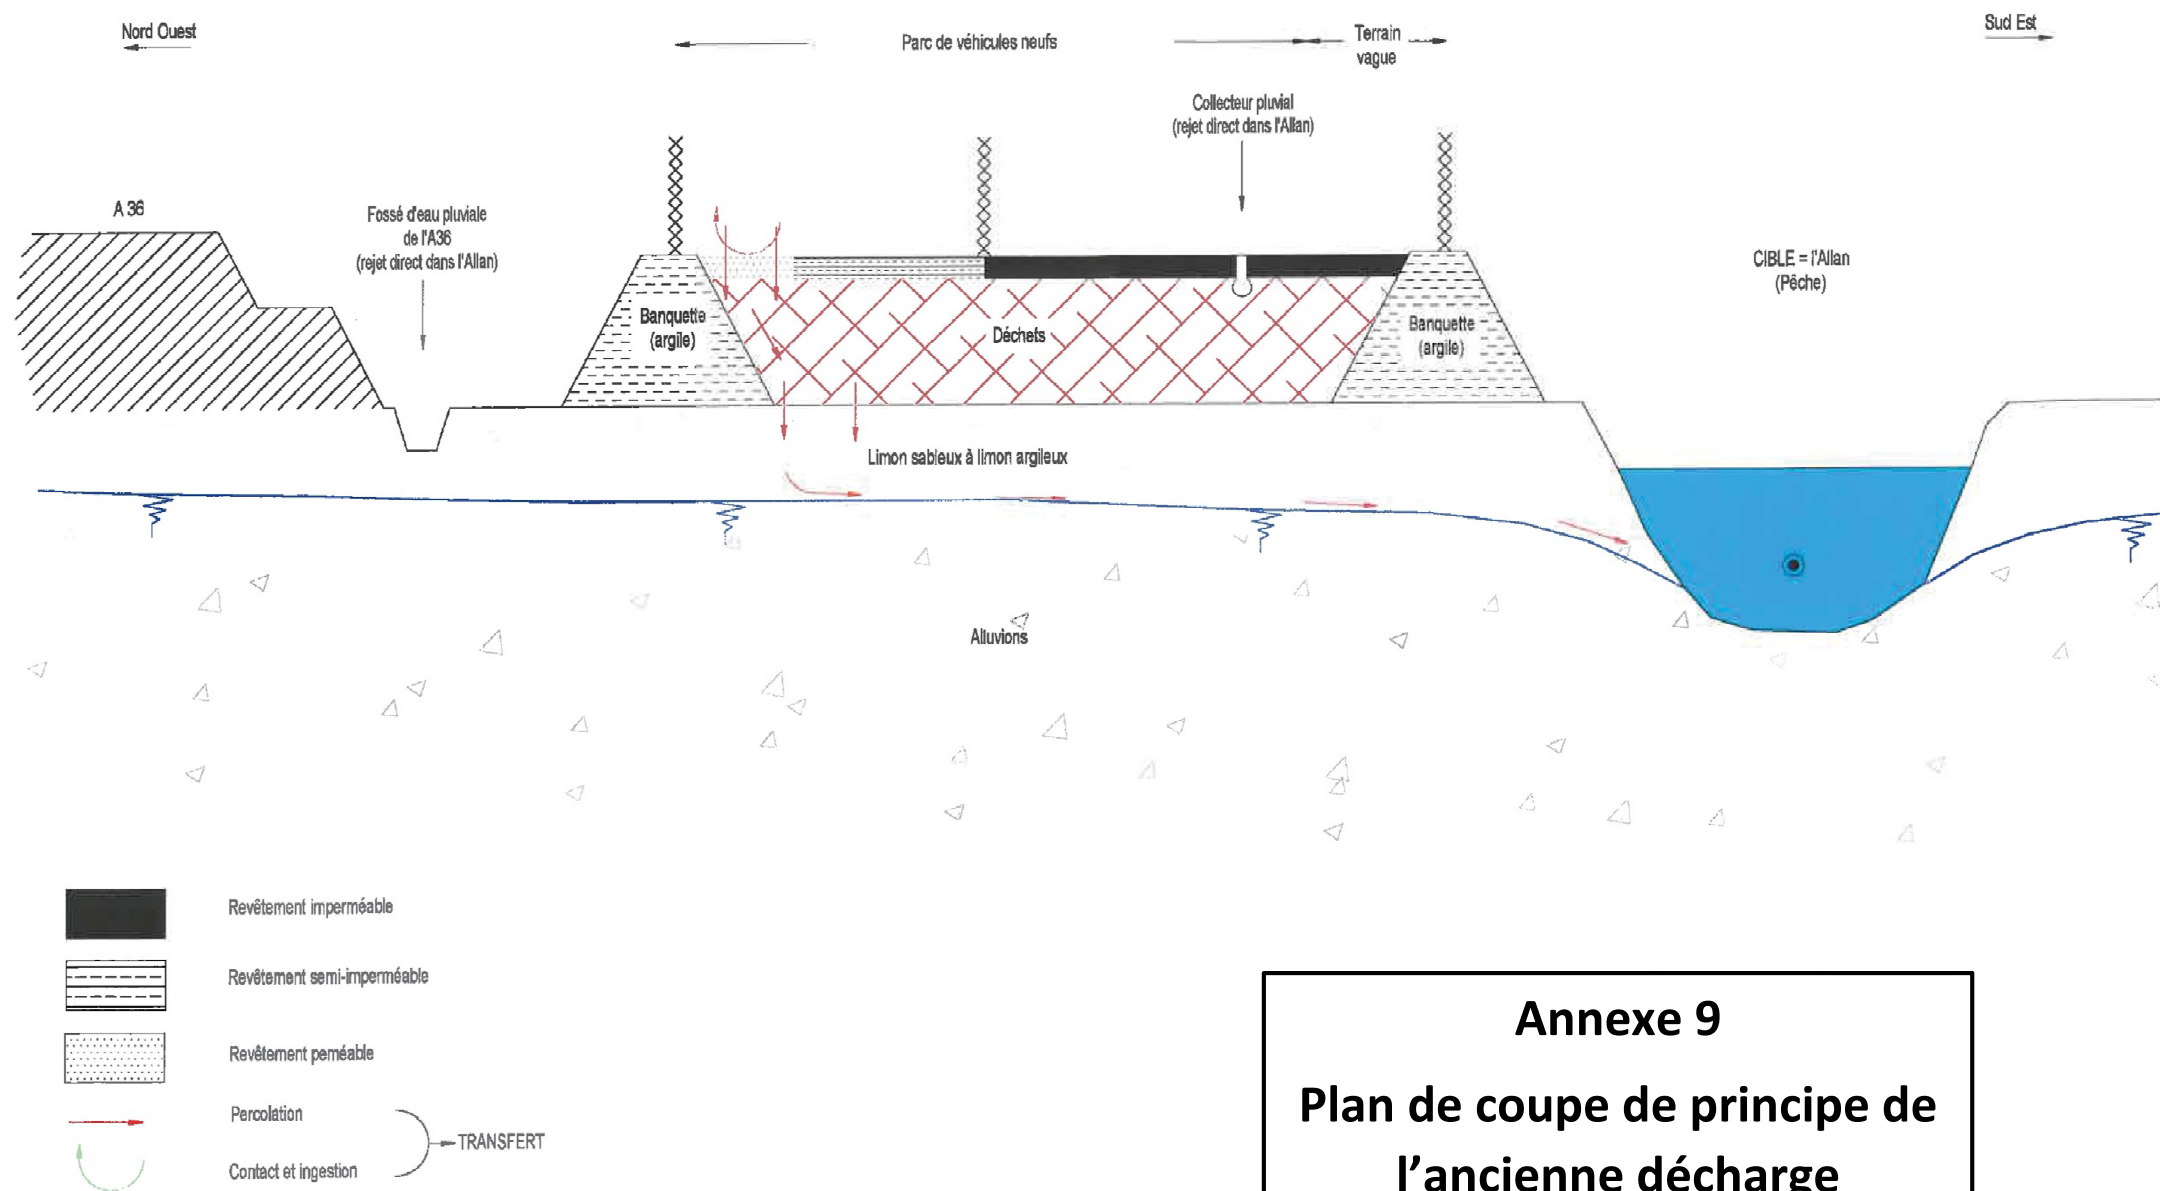 Nord Ouest
Parc de véhicules neufs
Terrain
vague
Sud Est
Collecteur pluvial
(rejet direct dans l'Allan)
A 36
Fossé d'eau pluviale
de l'A36
(rejet direct dans l'Allan)
CIBLE = l'Allan
(Pêche)
Banquette
(argile)
Déchets
Banquette
(argile)
Limon sableux à limon argileux
Alluvions
Revêtement imperméable
Revêtement semi-imperméable
Revêtement peméable
Percolation
TRANSFERT
Contact et ingestion
Annexe 9
Plan de coupe de principe de
l’ancienne décharge